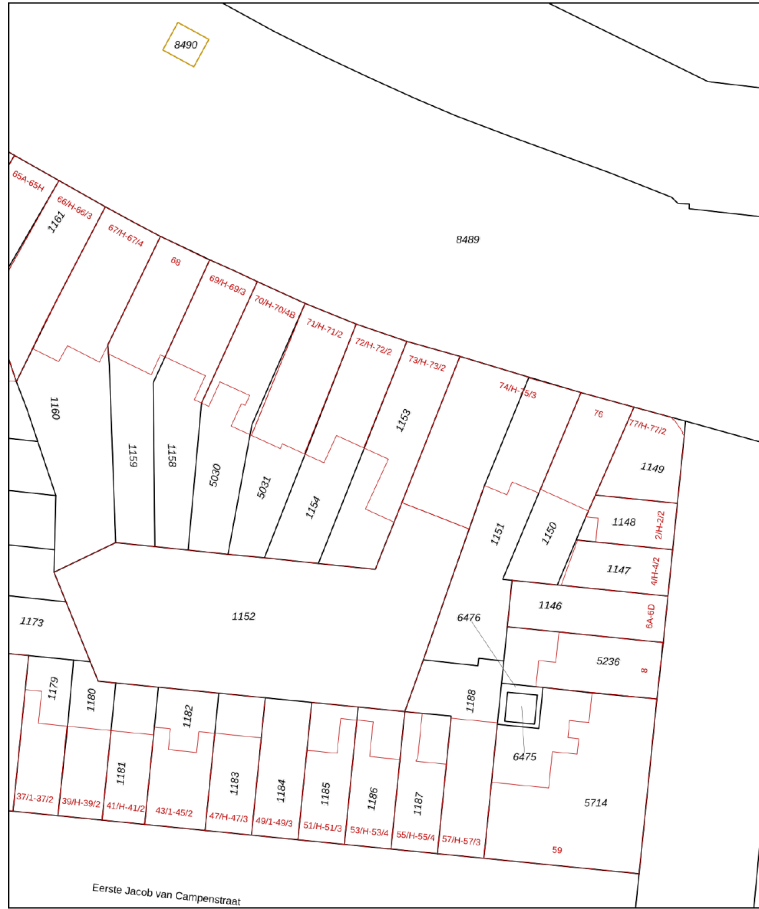 8490
8489
65A-65H
66/H-66/3
1161
67/H-67/4
68
69/H-69/3
70/H-70/4B
71/H-71/2
72/H-72/2
73/H-73/2
74/H-75/3
76
77/H-77/2
1160
1159
1158
5030
5031
1154
1153
1151
1150
1149
1148
2/H-2/2
1147
4/H-4/2
1146
6A-6D
1173
1152
6476
5236
8
1179
1180
1181
1182
1183
1184
1185
1186
1187
1188
6475
5714
37/1-37/2
39/H-39/2
41/H-41/2
43/1-45/2
47/H-47/3
49/1-49/3
51/H-51/3
53/H-53/4
55/H-55/4
57/H-57/3
59
Eerste Jacob van Campenstraat